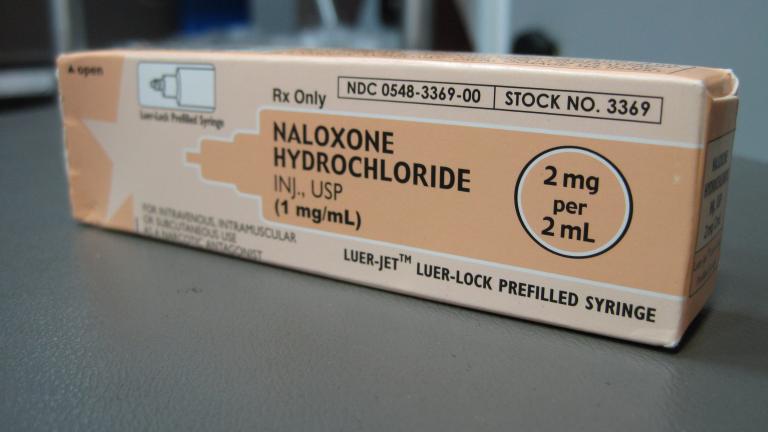 open
Luer-Lock Prefilled Syringe
Rx Only
NDC 0548-3369-00
STOCK NO. 3369
NALOXONE
HYDROCHLORIDE
INJ., USP
(1 mg/mL)
2 mg
per
2 mL
FOR INTRAVENOUS, INTRAMUSCULAR
OR SUBCUTANEOUS USE
AS A NARCOTIC ANTAGONIST
LUER-JET™ LUER-LOCK PREFILLED SYRINGE
NALOXONE
HYDROCHLORIDE